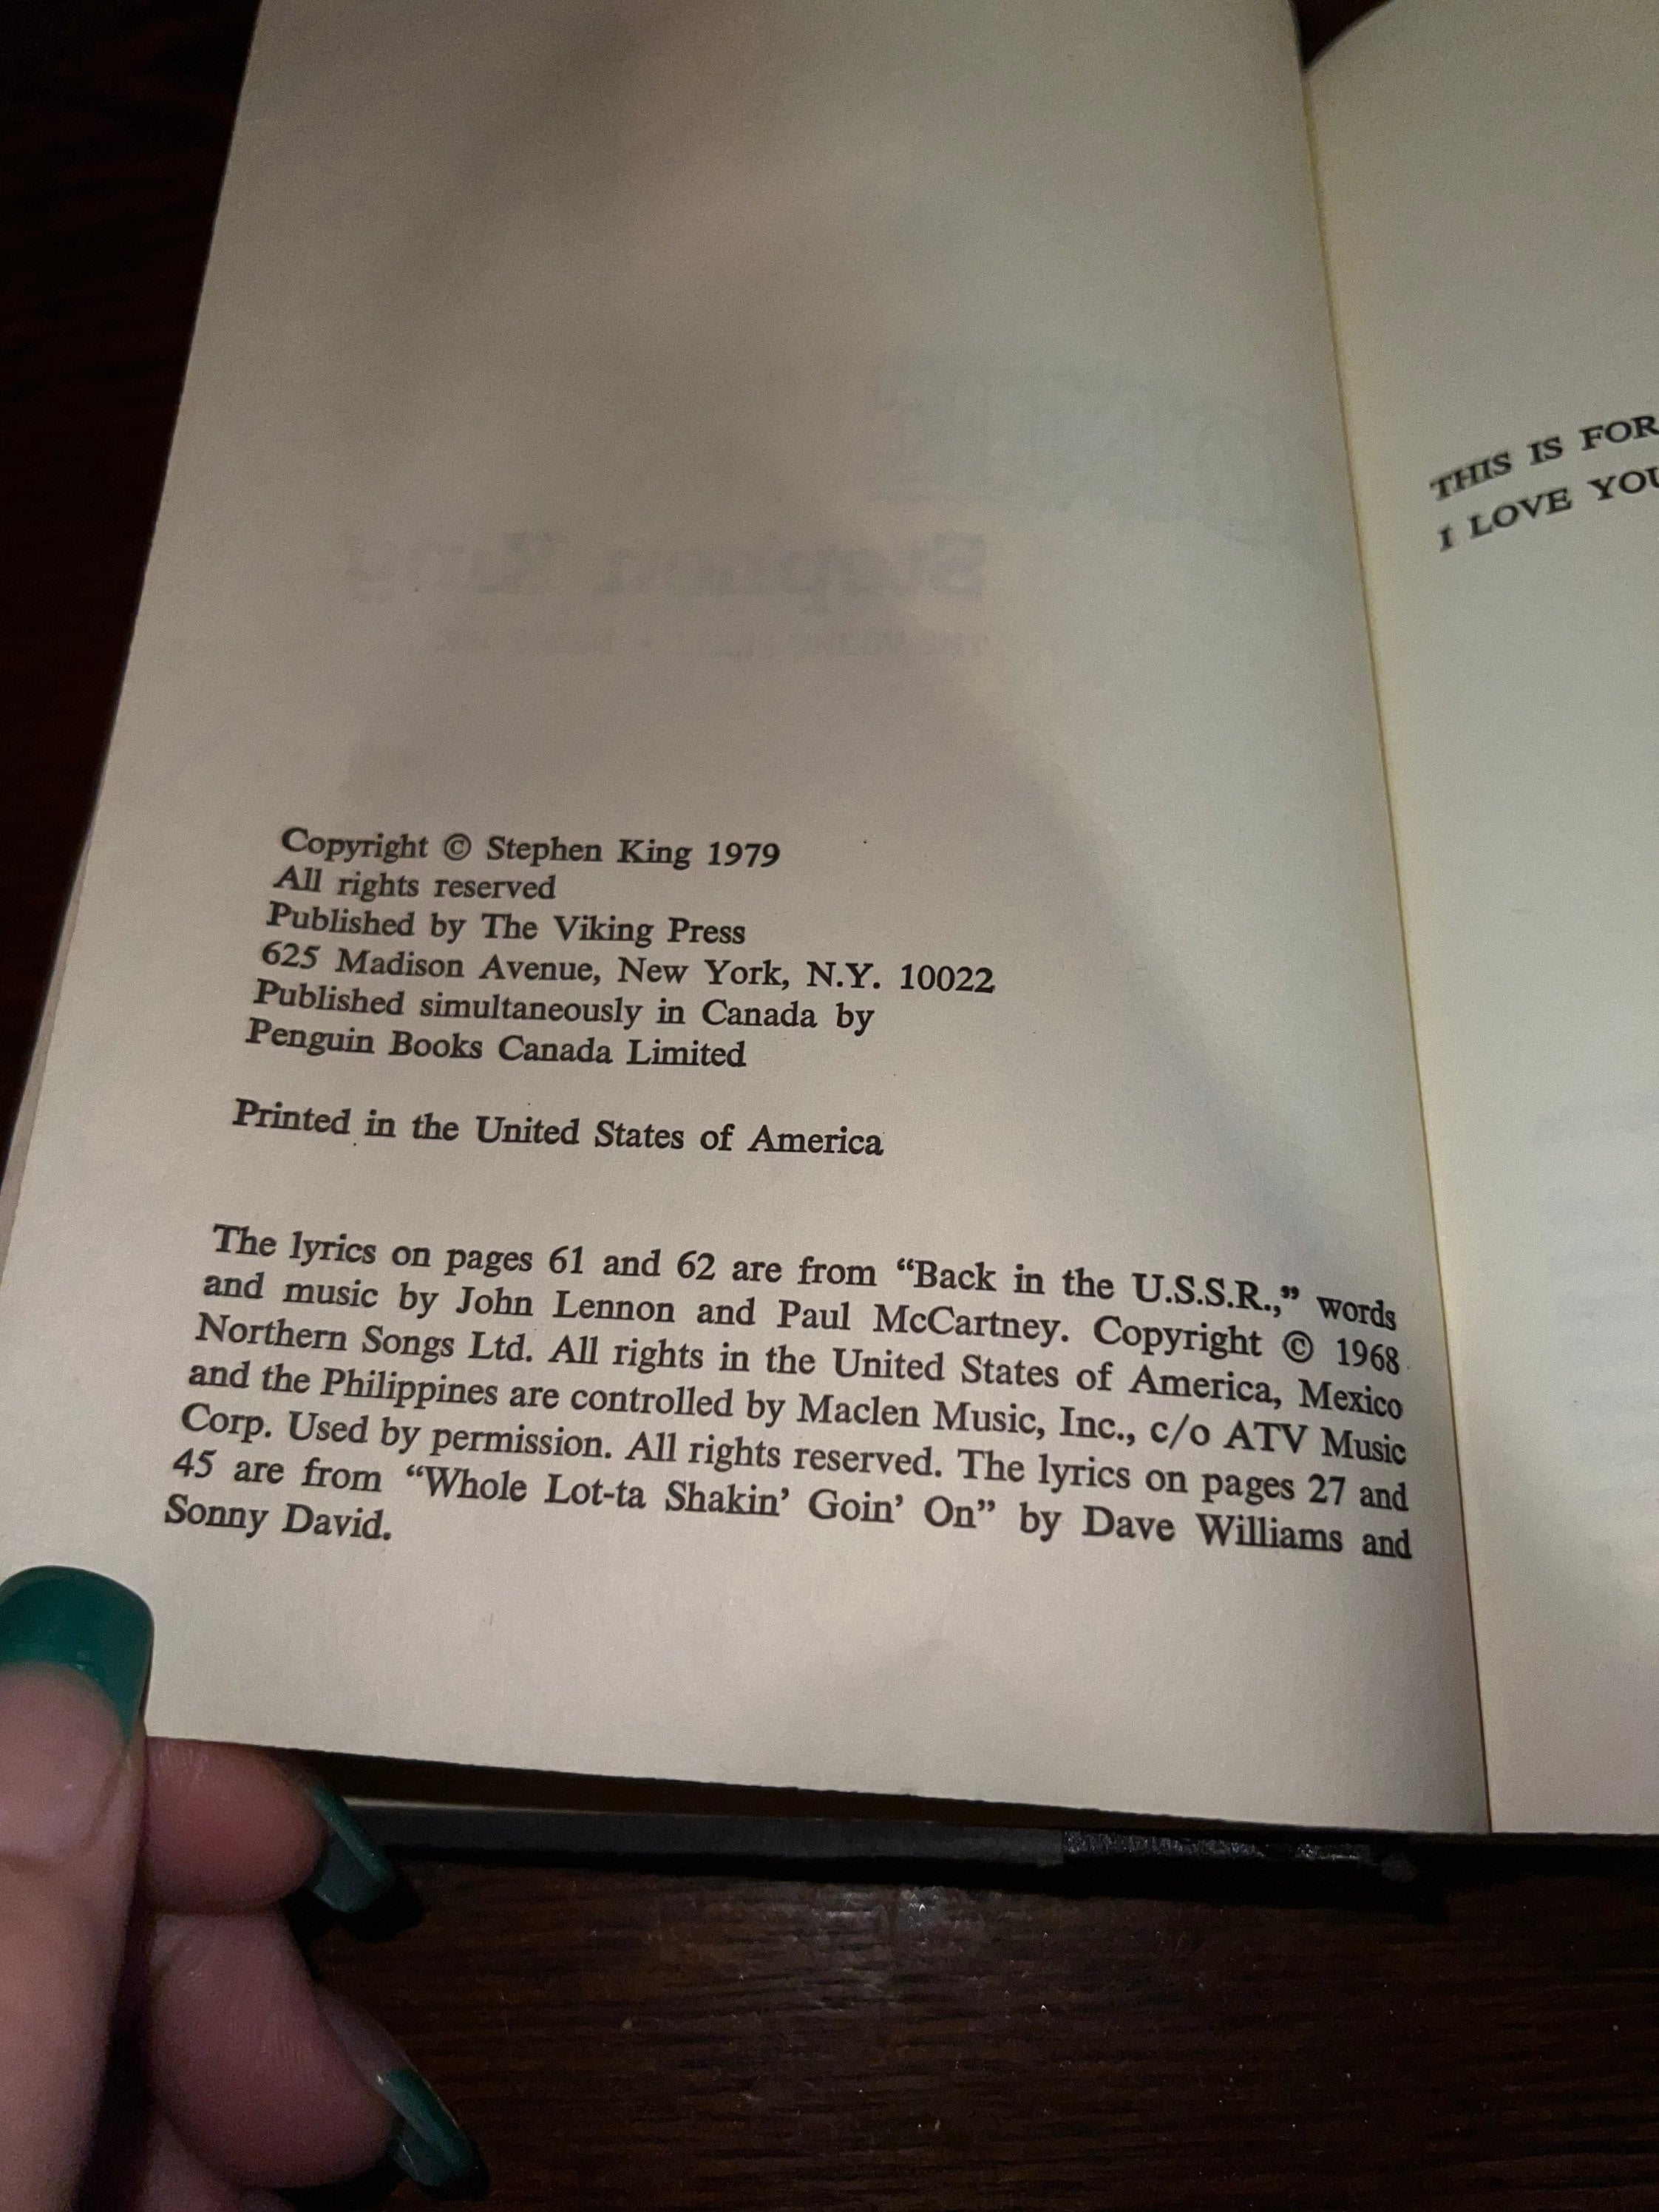 Copyright © Stephen King 1979
All rights reserved
Published by The Viking Press
625 Madison Avenue, New York, N.Y. 10022
Published simultaneously in Canada by
Penguin Books Canada Limited
Printed in the United States of America
The lyrics on pages 61 and 62 are from “Back in the U.S.S.R.,” words
and music by John Lennon and Paul McCartney. Copyright © 1968
Northern Songs Ltd. All rights in the United States of America, Mexico
and the Philippines are controlled by Maclen Music, Inc., c/o ATV Music
Corp. Used by permission. All rights reserved. The lyrics on pages 27 and
45 are from “Whole Lot-ta Shakin’ Goin’ On” by Dave Williams and
Sonny David.
THIS IS FOR
I LOVE YOU